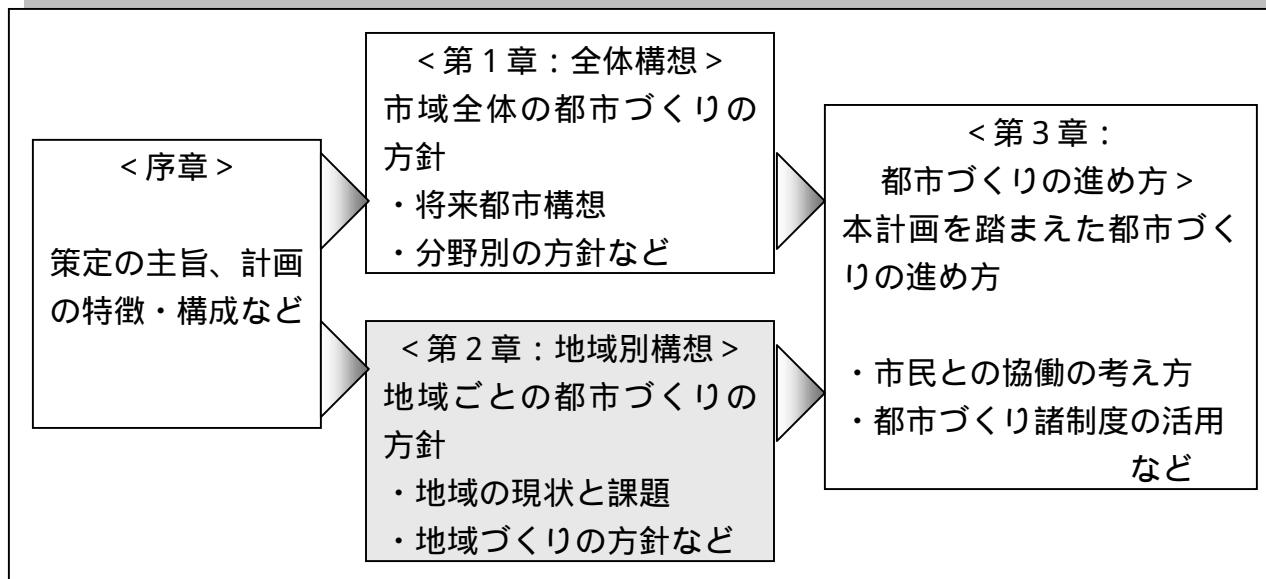 <序章>
策定の主旨、計画
の特徴・構成など
<第1章:全体構想>
市域全体の都市づくりの
方針
・将来都市構想
・分野別の方針など
<第2章:地域別構想>
地域ごとの都市づくりの
方針
・地域の現状と課題
・地域づくりの方針など
<第3章:
都市づくりの進め方>
本計画を踏まえた都市づく
りの進め方
・市民との協働の考え方
・都市づくり諸制度の活用
など